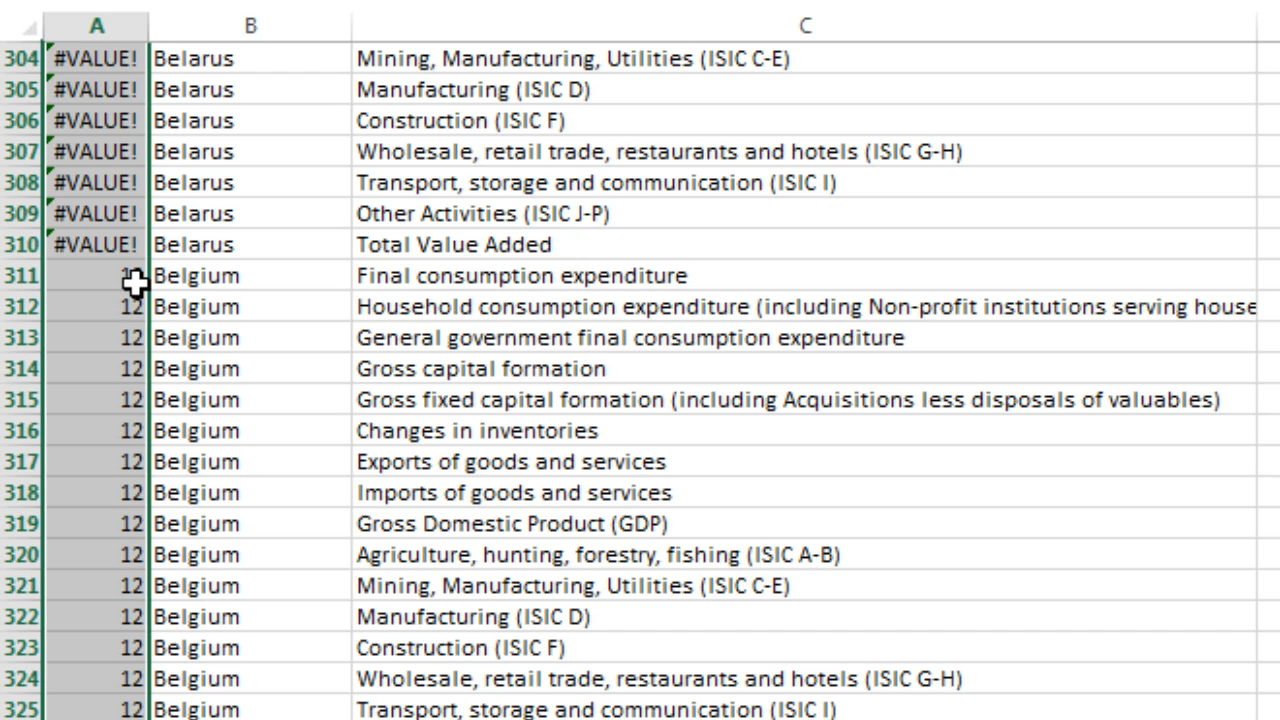 A B C
304 #VALUE! Belarus Mining, Manufacturing, Utilities (ISIC C-E)
305 #VALUE! Belarus Manufacturing (ISIC D)
306 #VALUE! Belarus Construction (ISIC F)
307 #VALUE! Belarus Wholesale, retail trade, restaurants and hotels (ISIC G-H)
308 #VALUE! Belarus Transport, storage and communication (ISIC I)
309 #VALUE! Belarus Other Activities (ISIC J-P)
310 #VALUE! Belarus Total Value Added
311 Belgium Final consumption expenditure
312 12 Belgium Household consumption expenditure (including Non-profit institutions serving house
313 12 Belgium General government final consumption expenditure
314 12 Belgium Gross capital formation
315 12 Belgium Gross fixed capital formation (including Acquisitions less disposals of valuables)
316 12 Belgium Changes in inventories
317 12 Belgium Exports of goods and services
318 12 Belgium Imports of goods and services
319 12 Belgium Gross Domestic Product (GDP)
320 12 Belgium Agriculture, hunting, forestry, fishing (ISIC A-B)
321 12 Belgium Mining, Manufacturing, Utilities (ISIC C-E)
322 12 Belgium Manufacturing (ISIC D)
323 12 Belgium Construction (ISIC F)
324 12 Belgium Wholesale, retail trade, restaurants and hotels (ISIC G-H)
325 12 Belgium Transport, storage and communication (ISIC I)